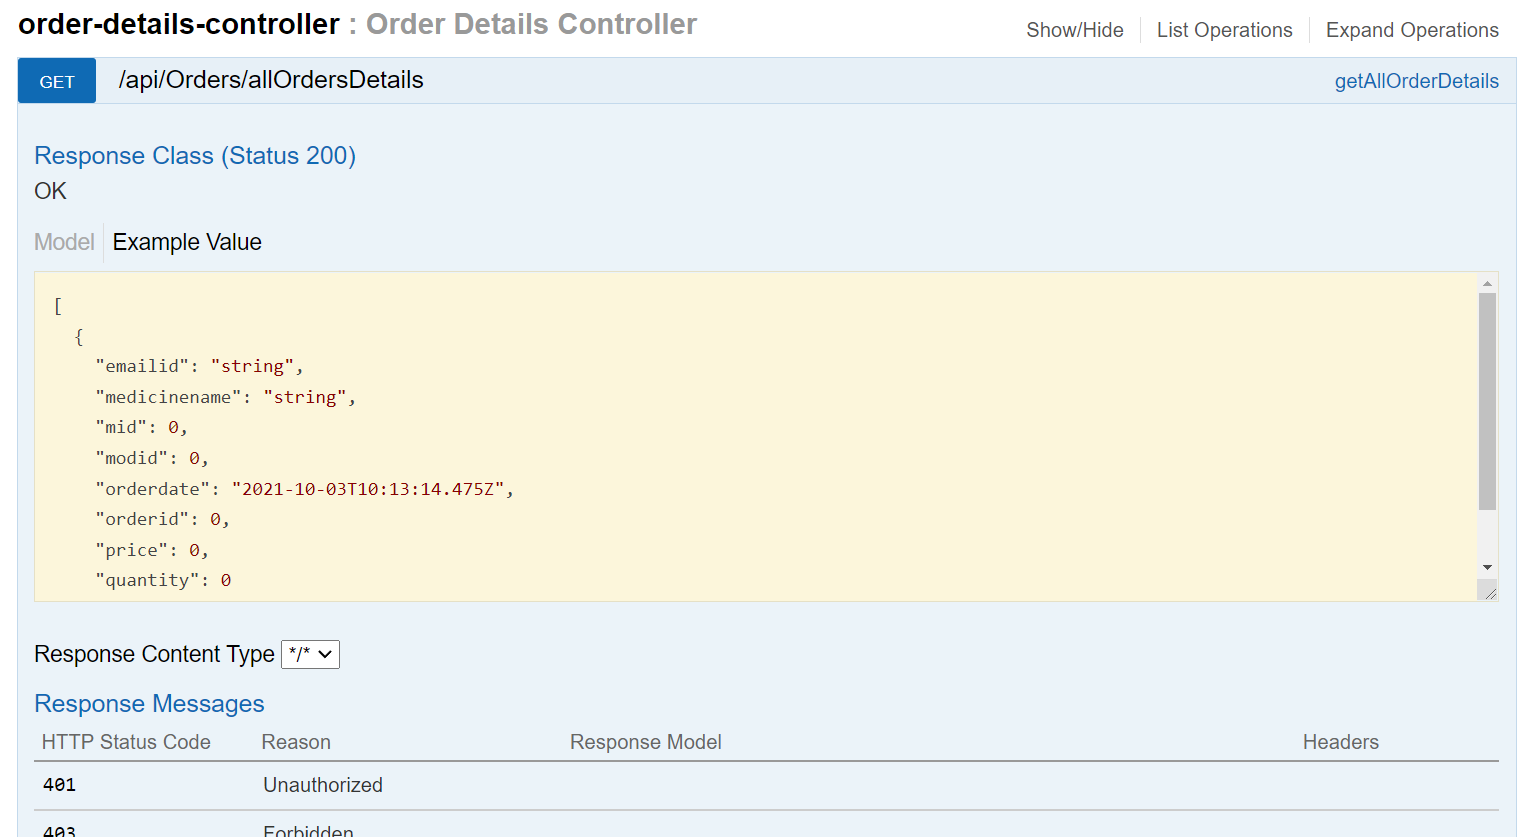 order-details-controller : Order Details Controller
Show/Hide
List Operations
Expand Operations
GET
/api/Orders/allOrdersDetails
getAllOrderDetails
Response Class (Status 200)
OK
Model
Example Value
[
{
"emailid": "string",
"medicinename": "string",
"mid": 0,
"modid": 0,
"orderdate": "2021-10-03T10:13:14.475Z",
"orderid": 0,
"price": 0,
"quantity": 0
Response Content Type */*
Response Messages
HTTP Status Code
Reason
Response Model
Headers
401
Unauthorized
403
Forbidden